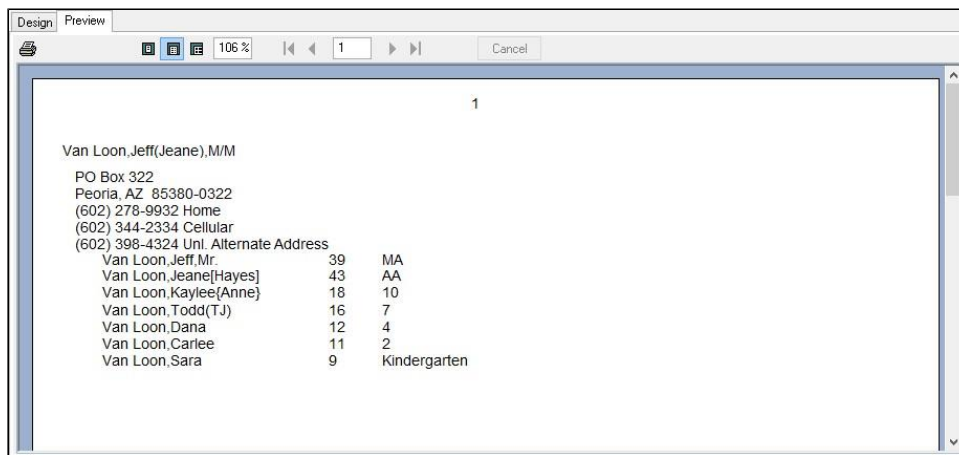 Design Preview
106 % 1 Cancel
1
Van Loon,Jeff(Jeane),M/M
PO Box 322
Peoria, AZ 85380-0322
(602) 278-9932 Home
(602) 344-2334 Cellular
(602) 398-4324 Unl. Alternate Address
Van Loon,Jeff,Mr. 39 MA
Van Loon,Jeane[Hayes] 43 AA
Van Loon,Kaylee{Anne} 18 10
Van Loon,Todd(TJ) 16 7
Van Loon,Dana 12 4
Van Loon,Carlee 11 2
Van Loon,Sara 9 Kindergarten